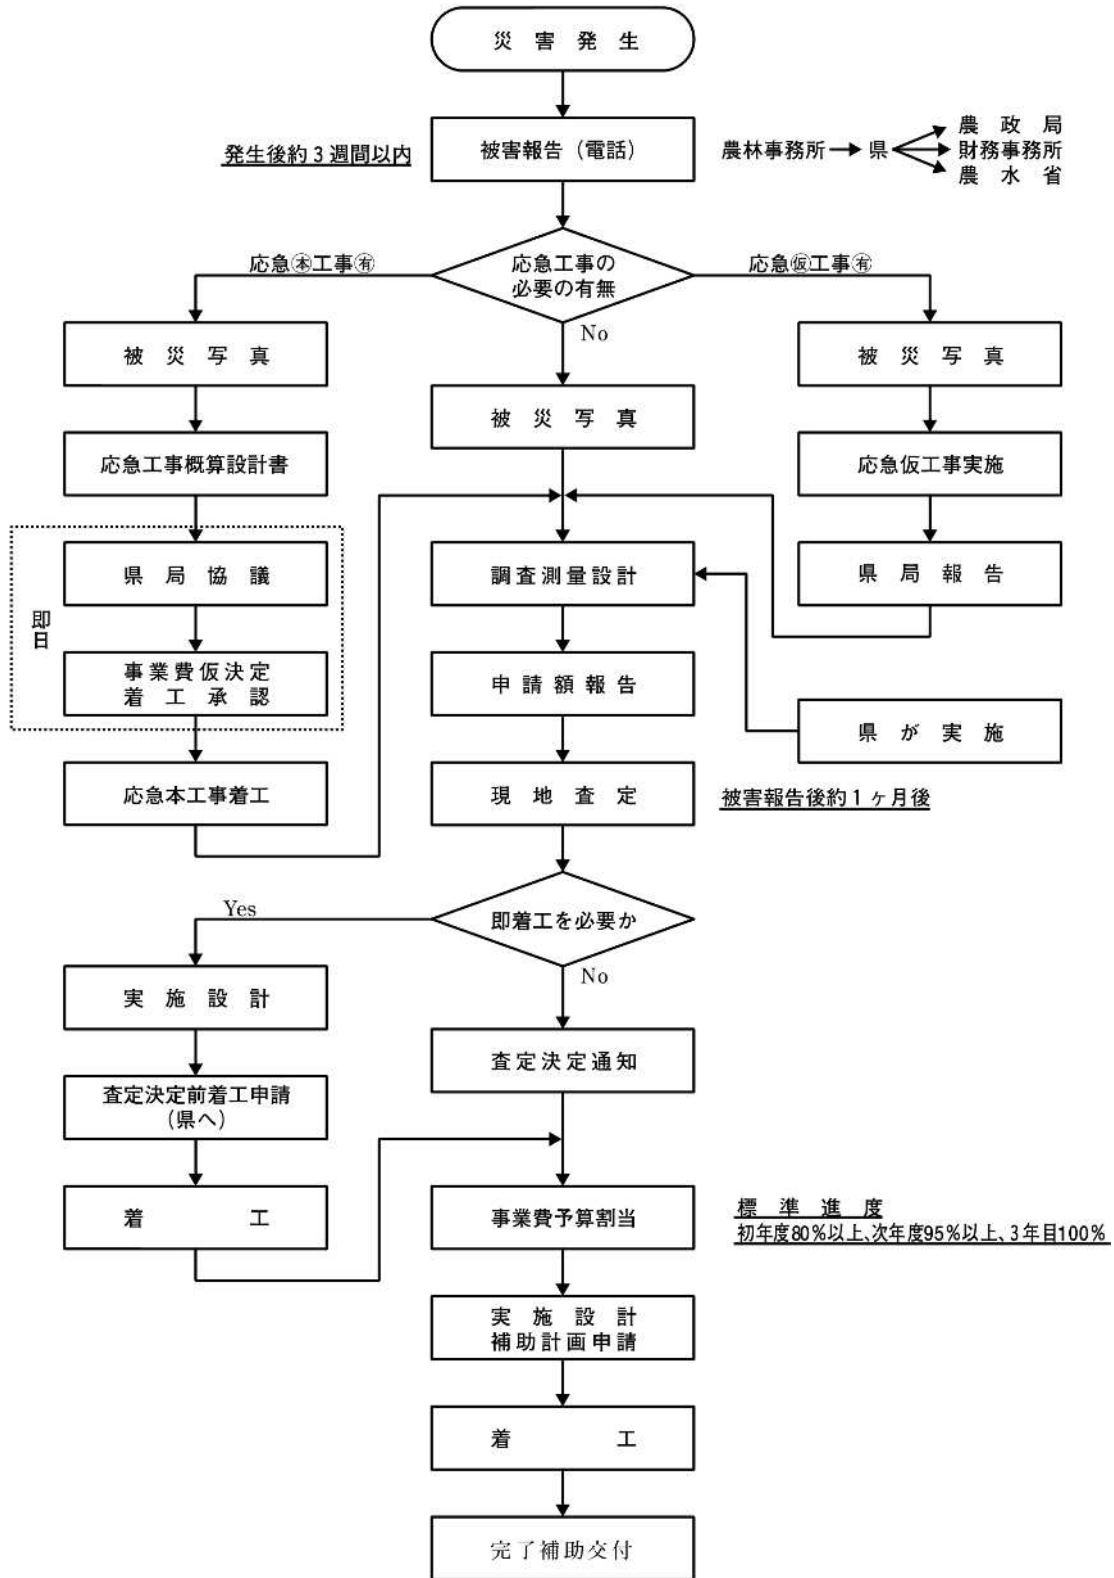 災害発生
発生後約3週間以内
被害報告（電話）
農林事務所
県
農政局
財務事務所
農水省
応急㊍工事㊒
応急工事の
必要の有無
応急仮工事㊒
No
被災写真
被災写真
被災写真
応急工事概算設計書
応急仮工事実施
即日
県局協議
調査測量設計
県局報告
事業費仮決定
着工承認
申請額報告
県が実施
応急本工事着工
現地査定
被害報告後約1ヶ月後
Yes
即着工を必要か
No
実施設計
査定決定通知
査定決定前着工申請
（県へ）
着工
事業費予算割当
標準進度
初年度80％以上、次年度95％以上、3年目100％
実施設計
補助計画申請
着工
完了補助交付